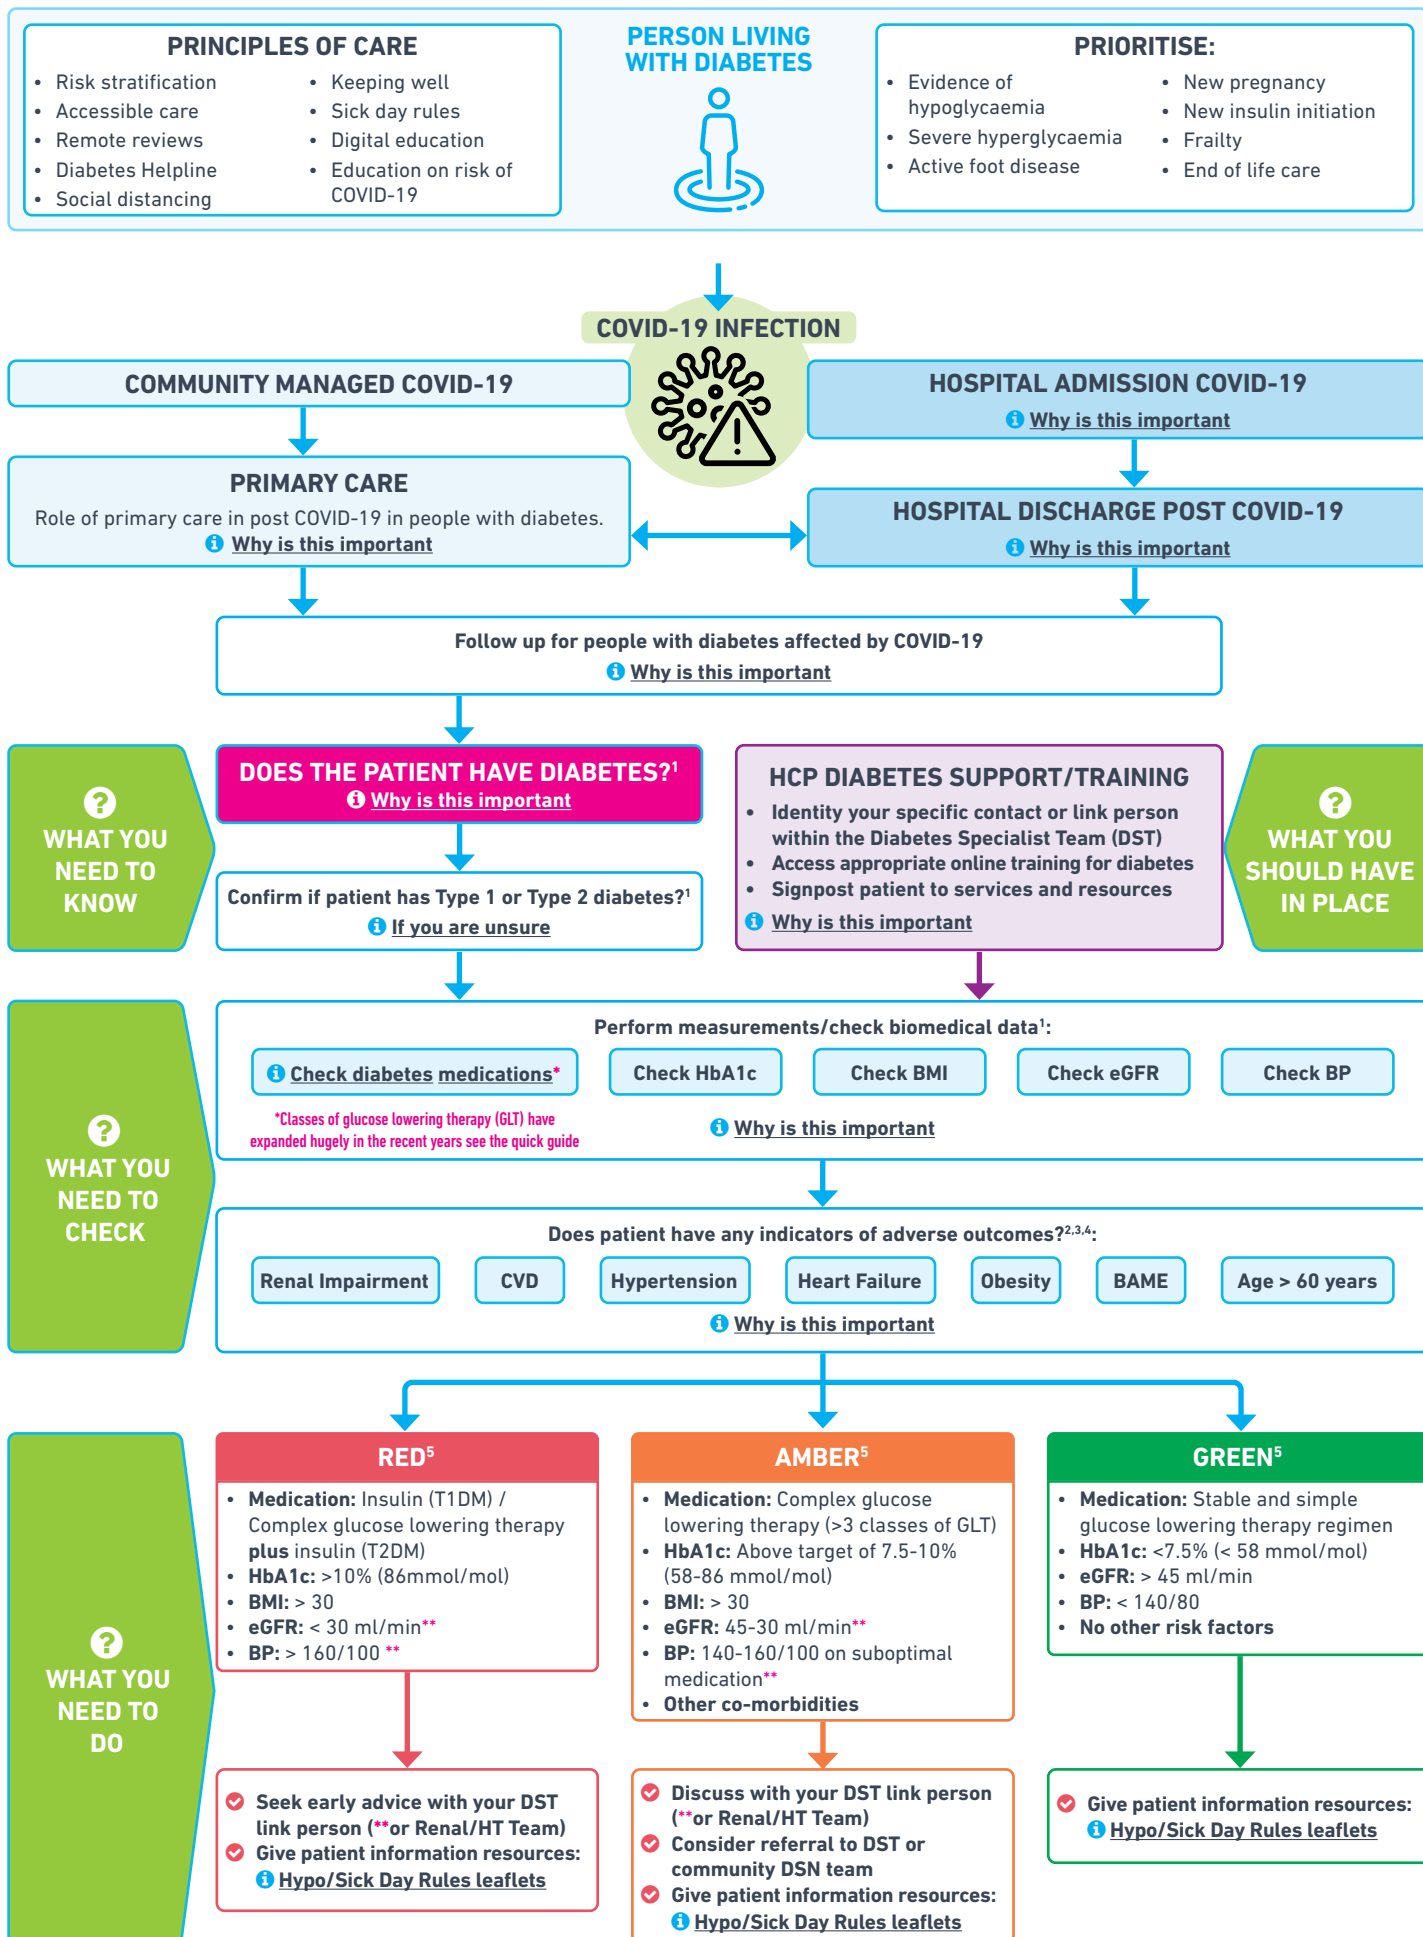 PRINCIPLES OF CARE
• Risk stratification
• Accessible care
• Remote reviews
• Diabetes Helpline
• Social distancing
• Keeping well
• Sick day rules
• Digital education
• Education on risk of
COVID-19
PERSON LIVING
WITH DIABETES
PRIORITISE:
• Evidence of
hypoglycaemia
• Severe hyperglycaemia
• Active foot disease
• New pregnancy
• New insulin initiation
• Frailty
• End of life care
COVID-19 INFECTION
COMMUNITY MANAGED COVID-19
HOSPITAL ADMISSION COVID-19
Why is this important
PRIMARY CARE
Role of primary care in post COVID-19 in people with diabetes.
Why is this important
HOSPITAL DISCHARGE POST COVID-19
Why is this important
Follow up for people with diabetes affected by COVID-19
Why is this important
WHAT YOU
NEED TO
KNOW
DOES THE PATIENT HAVE DIABETES?1
Why is this important
Confirm if patient has Type 1 or Type 2 diabetes?1
If you are unsure
HCP DIABETES SUPPORT/TRAINING
• Identity your specific contact or link person
within the Diabetes Specialist Team (DST)
• Access appropriate online training for diabetes
• Signpost patient to services and resources
Why is this important
WHAT YOU
SHOULD HAVE
IN PLACE
WHAT YOU
NEED TO
CHECK
Perform measurements/check biomedical data1:
Check diabetes medications*
Check HbA1c
Check BMI
Check eGFR
Check BP
*Classes of glucose lowering therapy (GLT) have
expanded hugely in the recent years see the quick guide
Why is this important
Does patient have any indicators of adverse outcomes?2,3,4:
Renal Impairment
CVD
Hypertension
Heart Failure
Obesity
BAME
Age > 60 years
Why is this important
WHAT YOU
NEED TO
DO
RED5
• Medication: Insulin (T1DM) /
Complex glucose lowering therapy
plus insulin (T2DM)
• HbA1c: >10% (86mmol/mol)
• BMI: > 30
• eGFR: < 30 ml/min**
• BP: > 160/100 **
Seek early advice with your DST
link person (**or Renal/HT Team)
Give patient information resources:
Hypo/Sick Day Rules leaflets
AMBER5
• Medication: Complex glucose
lowering therapy (>3 classes of GLT)
• HbA1c: Above target of 7.5-10%
(58-86 mmol/mol)
• BMI: > 30
• eGFR: 45-30 ml/min**
• BP: 140-160/100 on suboptimal
medication**
• Other co-morbidities
Discuss with your DST link person
(**or Renal/HT Team)
Consider referral to DST or
community DSN team
Give patient information resources:
Hypo/Sick Day Rules leaflets
GREEN5
• Medication: Stable and simple
glucose lowering therapy regimen
• HbA1c: <7.5% (< 58 mmol/mol)
• eGFR: > 45 ml/min
• BP: < 140/80
• No other risk factors
Give patient information resources:
Hypo/Sick Day Rules leaflets